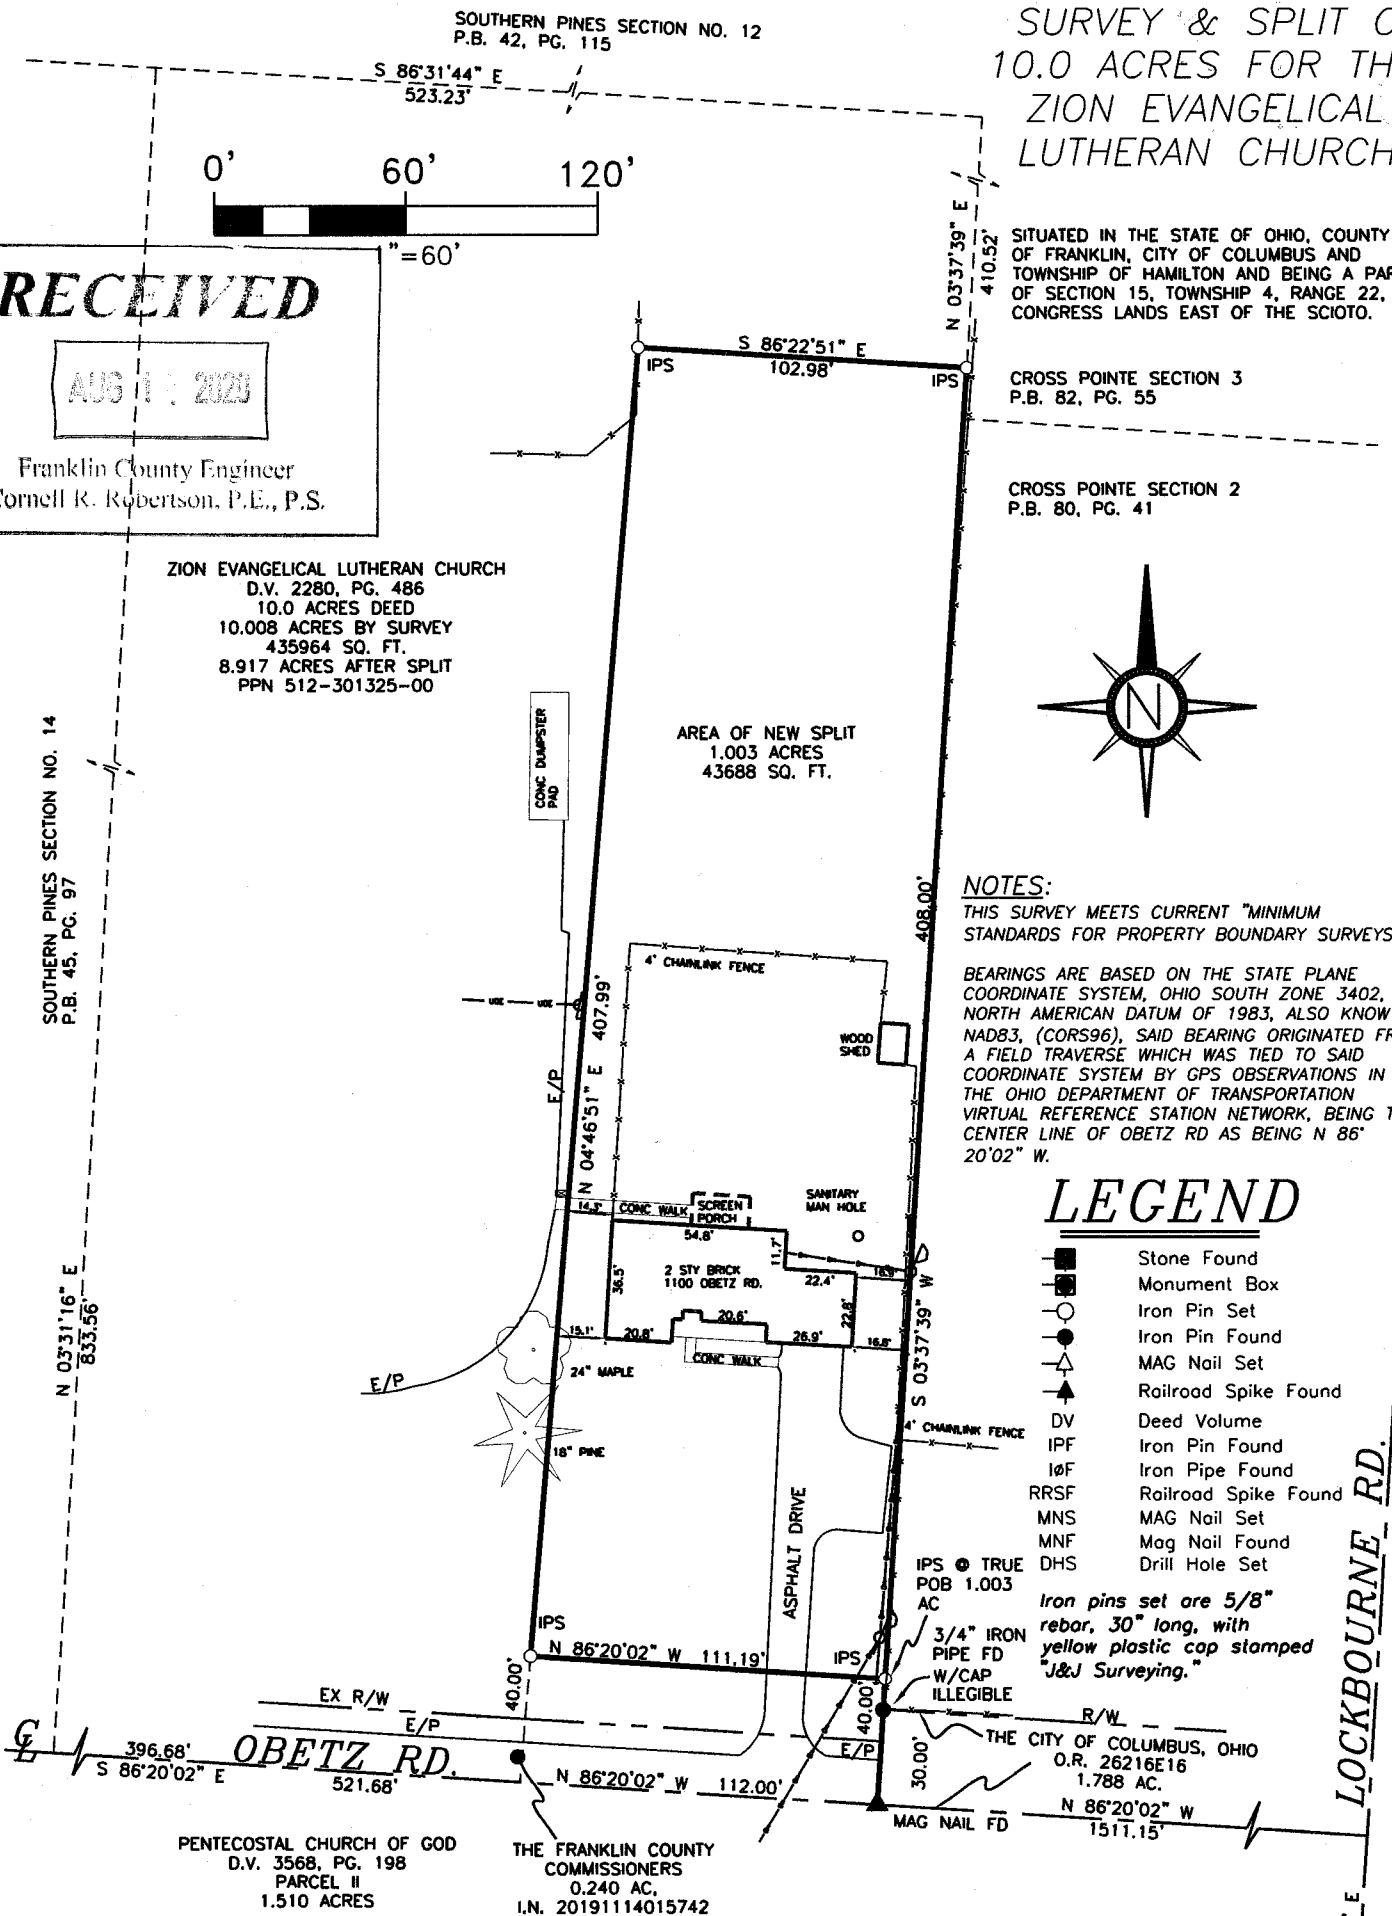 SOUTHERN PINES SECTION NO. 12
P.B. 42, PG. 115
S 86°31'44" E
523.23'
SURVEY & SPLIT
10.0 ACRES FOR
ZION EVANGELICAL
LUTHERAN CHURCH
0' 60' 120'
"=60'
RECEIVED
AUG 1 2020
Franklin County Engineer
Cornell R. Robertson, P.E., P.S.
N 03°37'39" E
410.52'
SITUATED IN THE STATE OF OHIO, COUNTY
OF FRANKLIN, CITY OF COLUMBUS AND
TOWNSHIP OF HAMILTON AND BEING A PAR
OF SECTION 15, TOWNSHIP 4, RANGE 22,
CONGRESS LANDS EAST OF THE SCIOTO.
S 86°22'51" E
102.98'
IPS
IPS
CROSS POINTE SECTION 3
P.B. 82, PG. 55
CROSS POINTE SECTION 2
P.B. 80, PG. 41
ZION EVANGELICAL LUTHERAN CHURCH
D.V. 2280, PG. 486
10.0 ACRES DEED
10.008 ACRES BY SURVEY
435964 SQ. FT.
8.917 ACRES AFTER SPLIT
PPN 512-301325-00
N
SOUTHERN PINES SECTION NO. 14
P.B. 45, PG. 97
CONC DUMPSTER
PAD
AREA OF NEW SPLIT
1.003 ACRES
43688 SQ. FT.
408.00'
NOTES:
THIS SURVEY MEETS CURRENT "MINIMUM
STANDARDS FOR PROPERTY BOUNDARY SURVEYS
BEARINGS ARE BASED ON THE STATE PLANE
COORDINATE SYSTEM, OHIO SOUTH ZONE 3402,
NORTH AMERICAN DATUM OF 1983, ALSO KNOW
NAD83, (CORS96), SAID BEARING ORIGINATED FR
A FIELD TRAVERSE WHICH WAS TIED TO SAID
COORDINATE SYSTEM BY GPS OBSERVATIONS IN
THE OHIO DEPARTMENT OF TRANSPORTATION
VIRTUAL REFERENCE STATION NETWORK, BEING T
CENTER LINE OF OBETZ RD AS BEING N 86°
20'02" W.
4' CHAINLINK FENCE
UGE UGE
WOOD
SHED
E/P
N 04°46'51" E 407.99'
SANITARY
MAN HOLE
14.3'
CONC WALK
SCREEN
PORCH
54.8'
11.7'
2 STY BRICK
1100 OBETZ RD.
36.5'
22.4'
22.8'
20.6'
15.1'
20.8'
26.9'
16.8'
CONC WALK
S 03°37'39" W
24" MAPLE
E/P
18" PINE
4' CHAINLINK FENCE
N 03°31'16" E
833.56'
LEGEND
Stone Found
Monument Box
Iron Pin Set
Iron Pin Found
MAG Nail Set
Railroad Spike Found
DV Deed Volume
IPF Iron Pin Found
IøF Iron Pipe Found
RRSF Railroad Spike Found
MNS MAG Nail Set
MNF Mag Nail Found
DHS Drill Hole Set
Iron pins set are 5/8"
rebar, 30" long, with
yellow plastic cap stamped
"J&J Surveying."
LOCKBOURNE RD.
ASPHALT DRIVE
IPS @ TRUE
POB 1.003
AC
3/4" IRON
PIPE FD
W/CAP
ILLEGIBLE
IPS
N 86°20'02" W 111.19'
IPS
40.00'
40.00'
EX R/W
E/P
E/P
R/W
THE CITY OF COLUMBUS, OHIO
O.R. 26216E16
1.788 AC.
30.00'
CL
396.68'
S 86°20'02" E
OBETZ RD.
521.68'
N 86°20'02" W 112.00'
MAG NAIL FD
N 86°20'02" W
1511.15'
PENTECOSTAL CHURCH OF GOD
D.V. 3568, PG. 198
PARCEL II
1.510 ACRES
THE FRANKLIN COUNTY
COMMISSIONERS
0.240 AC.
I.N. 20191114015742
E